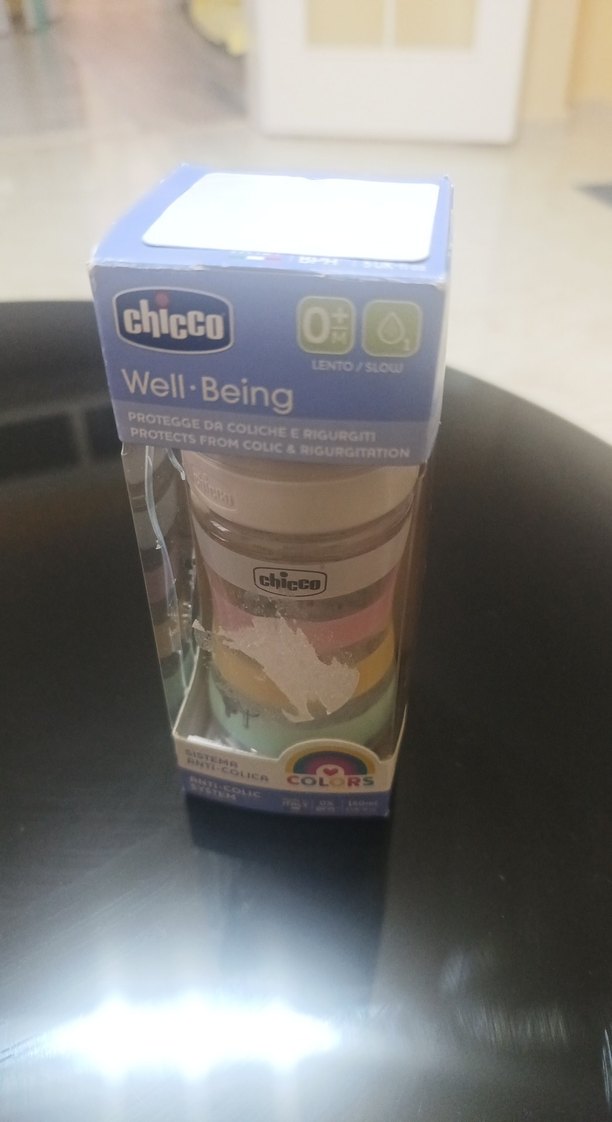 chicco
0+
M
LENTO / SLOW
Well·Being
PROTEGGE DA COLICHE E RIGURGITI
PROTECTS FROM COLIC & RIGURGITATION
chicco
chicco
SISTEMA
ANTI-COLICA
COLORS
ANTI-COLIC
SYSTEM